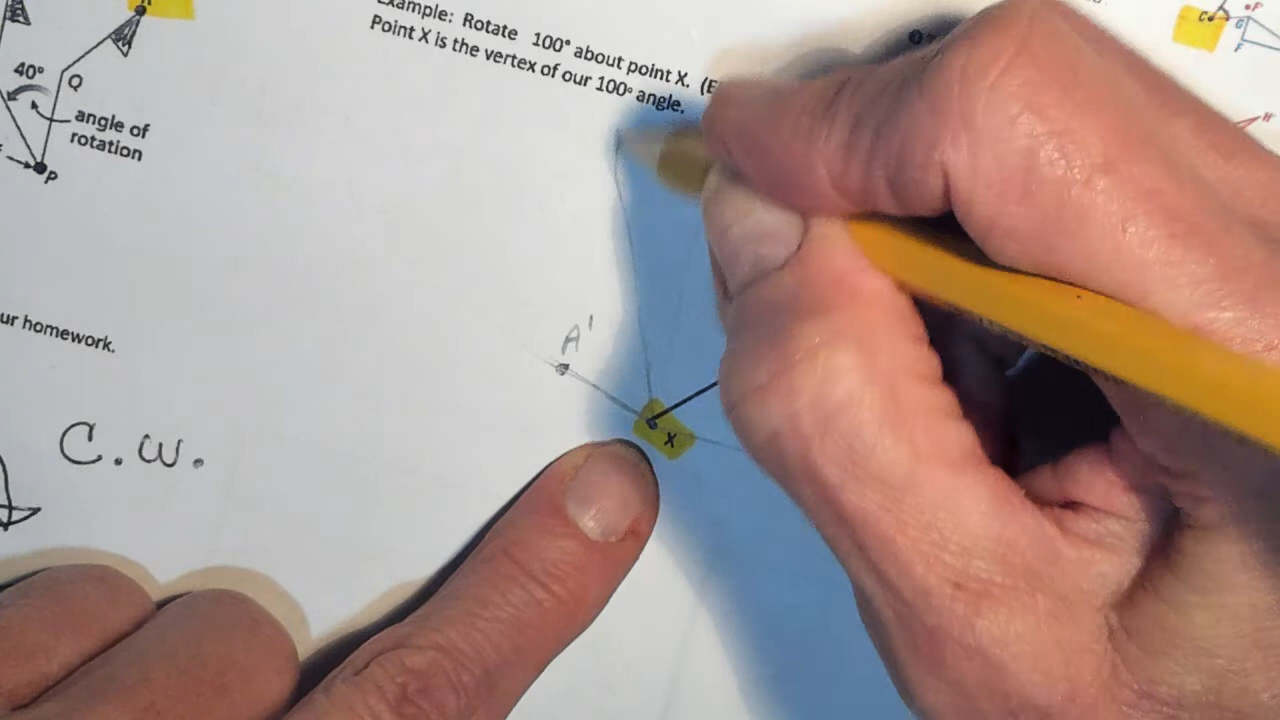 Example: Rotate 100° about point X. (E
Point X is the vertex of our 100° angle.
40°
Q
angle of
rotation
P
ur homework.
A'
X
C.W.
C
F
G
F
H